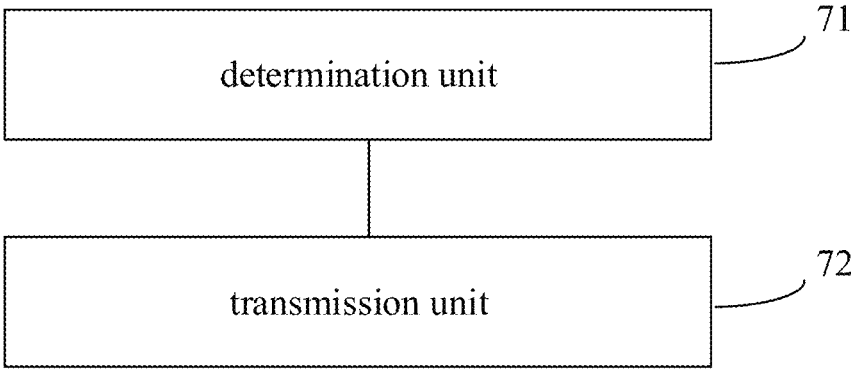 71
determination unit
72
transmission unit